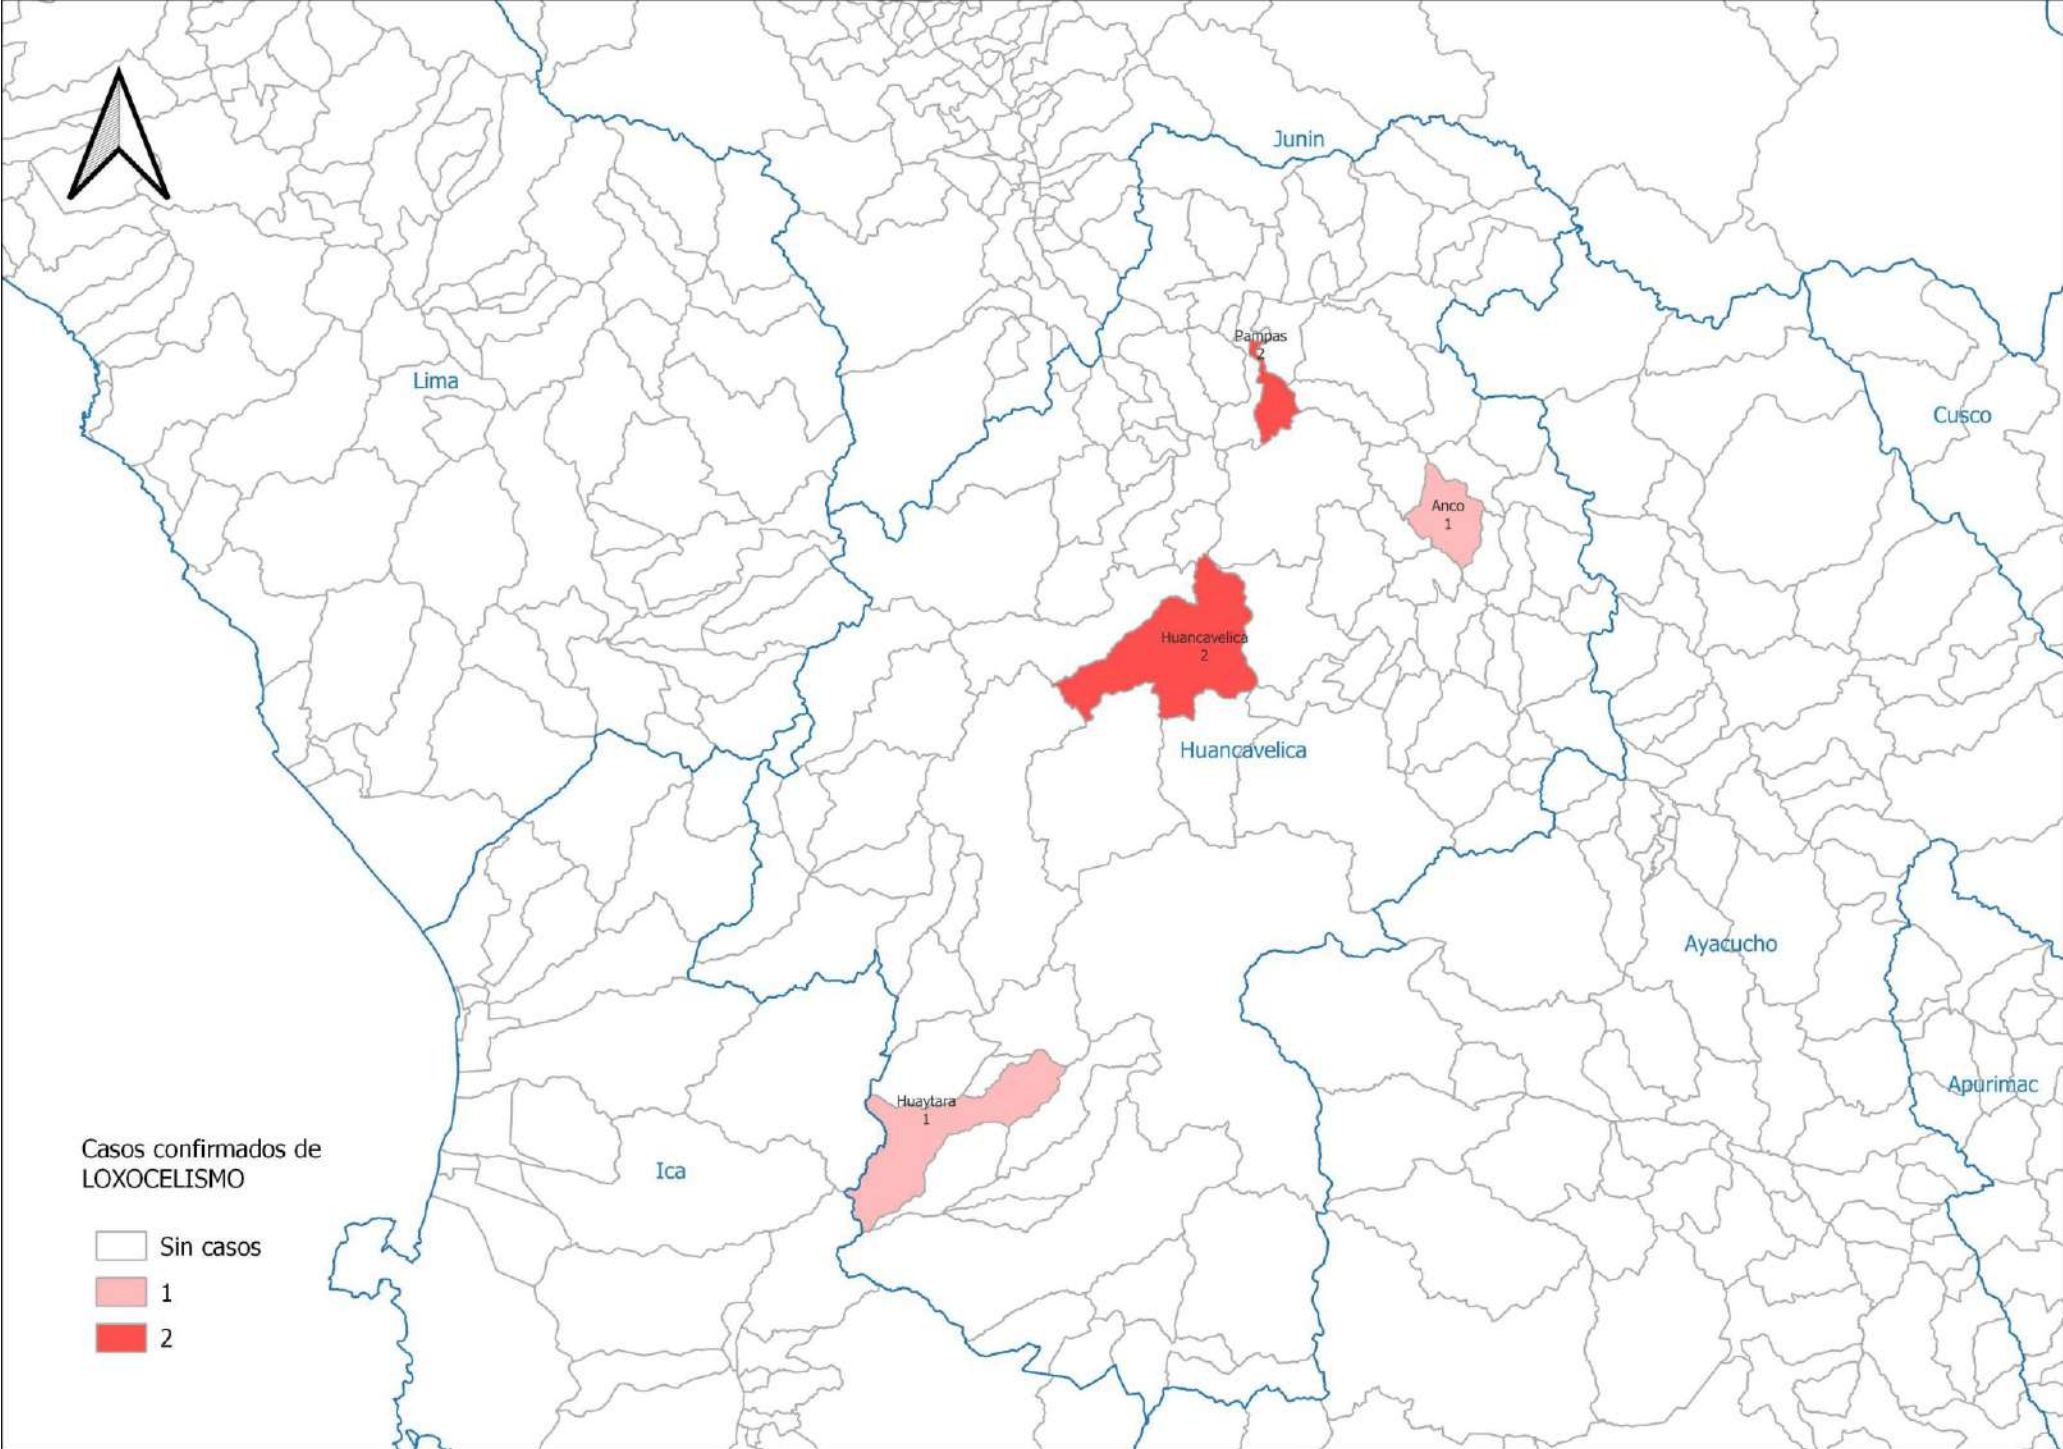 Junin
Pampas
2
Lima
Cusco
Anco
1
Huancavelica
2
Huancavelica
Ayacucho
Apurimac
Huaytara
1
Ica
Casos confirmados de
LOXOCELISMO
Sin casos
1
2